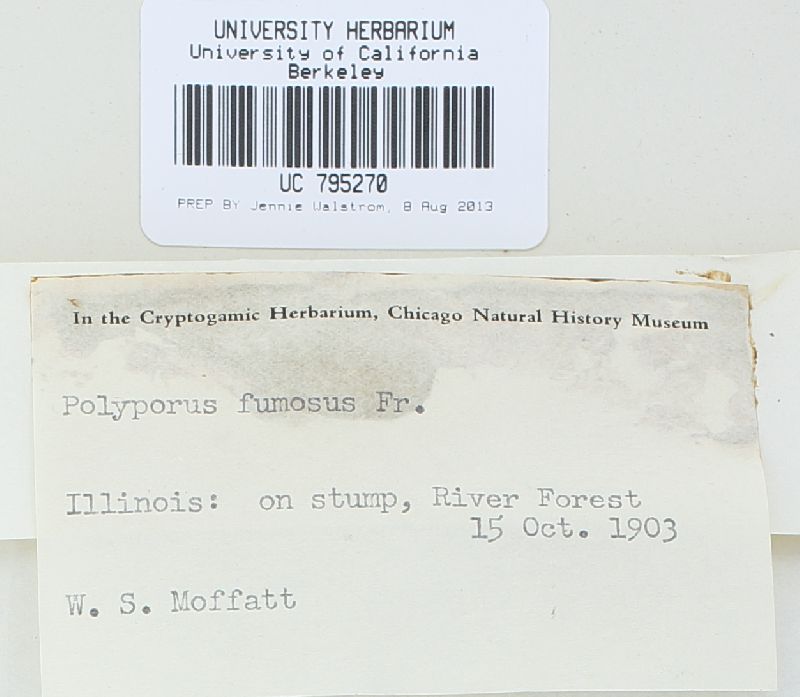 UNIVERSITY HERBARIUM
University of California
Berkeley
UC 795270
PREP BY Jennie Walstrom, 8 Aug 2013
In the Cryptogamic Herbarium, Chicago Natural History Museum
Polyporus fumosus Fr.
Illinois: on stump, River Forest
15 Oct. 1903
W. S. Moffatt